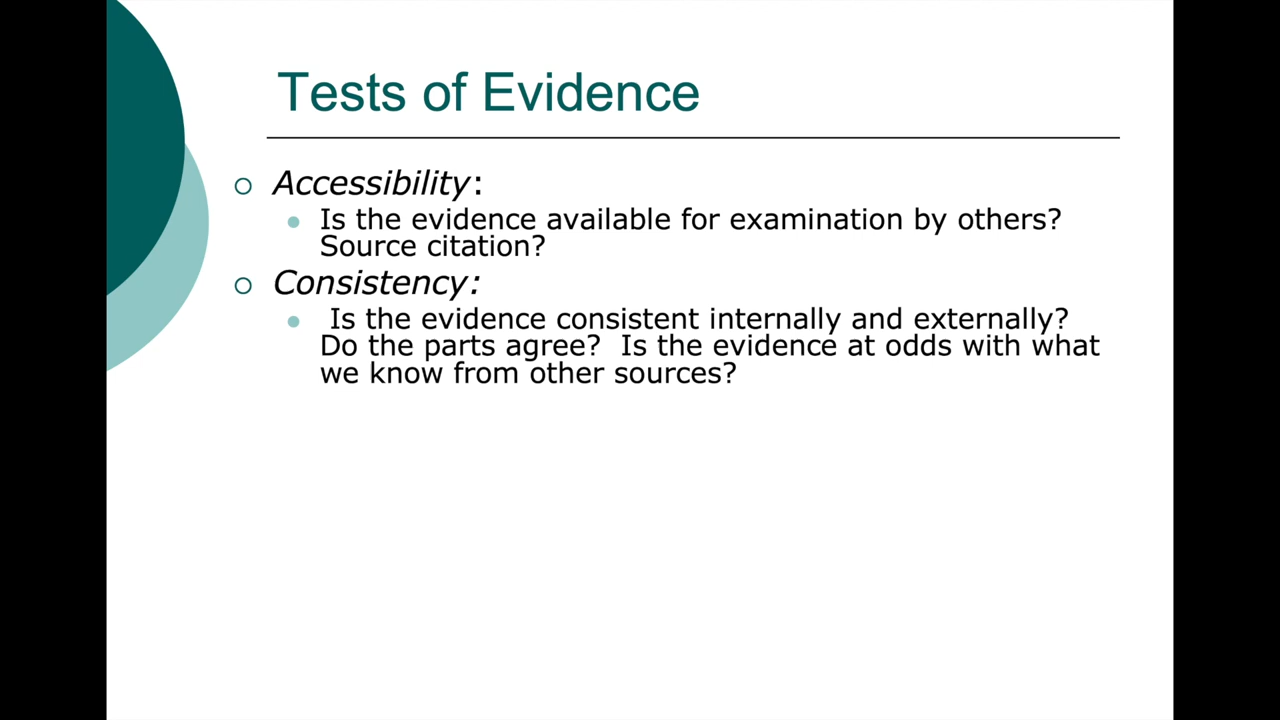 Tests of Evidence
Accessibility:
Is the evidence available for examination by others?
Source citation?
Consistency:
Is the evidence consistent internally and externally?
Do the parts agree?  Is the evidence at odds with what
we know from other sources?